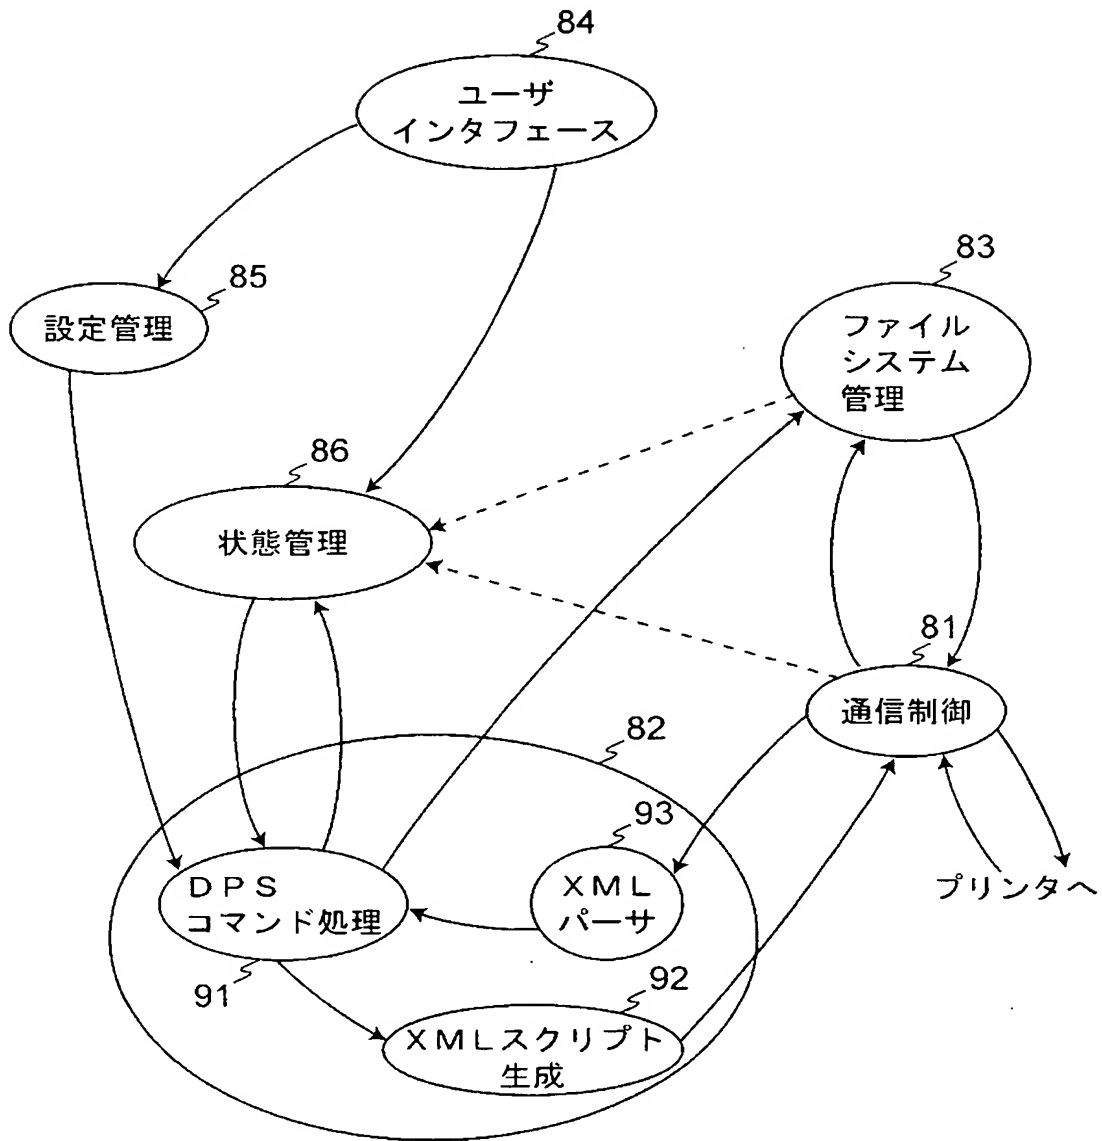 84
ユーザ
インタフェース
83
85
設定管理
ファイル
システム
管理
86
状態管理
81
通信制御
82
93
DPS
コマンド処理
XML
パーサ
プリンタへ
91
92
XMLスクリプト
生成